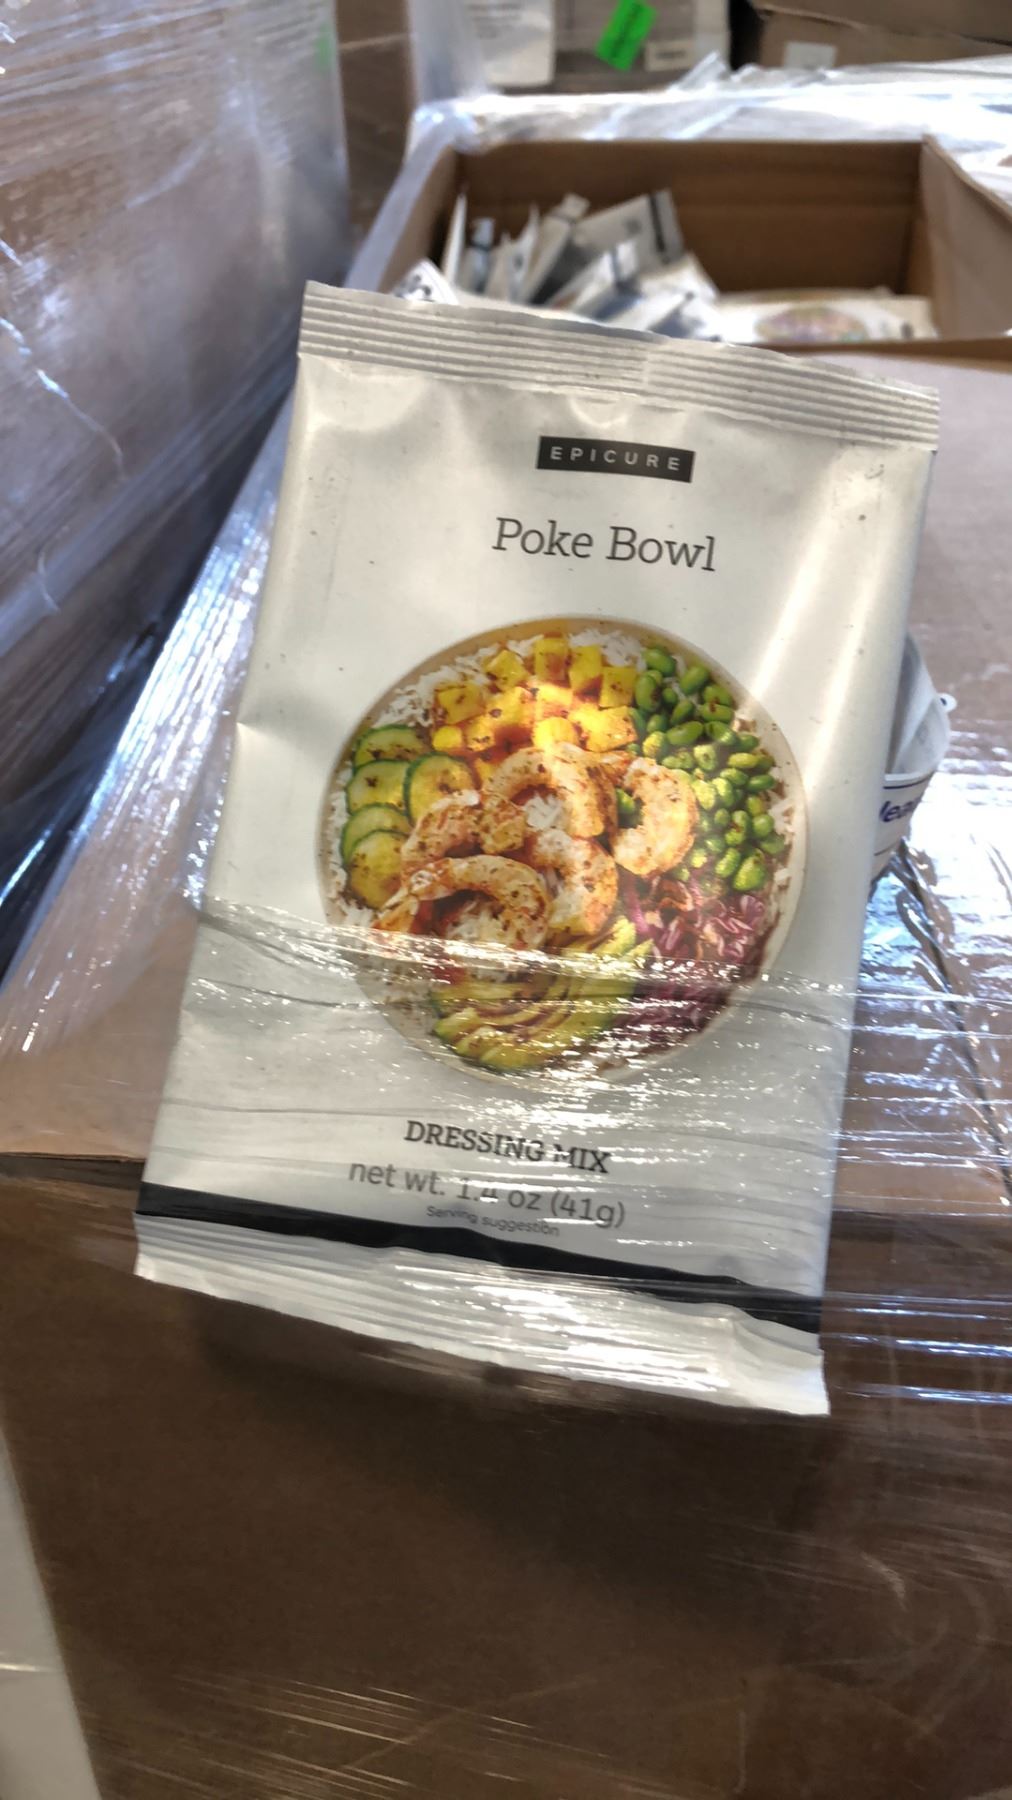 EPICURE
Poke Bowl
DRESSING MIX
net wt. 1.4 oz (41g)
Serving suggestion